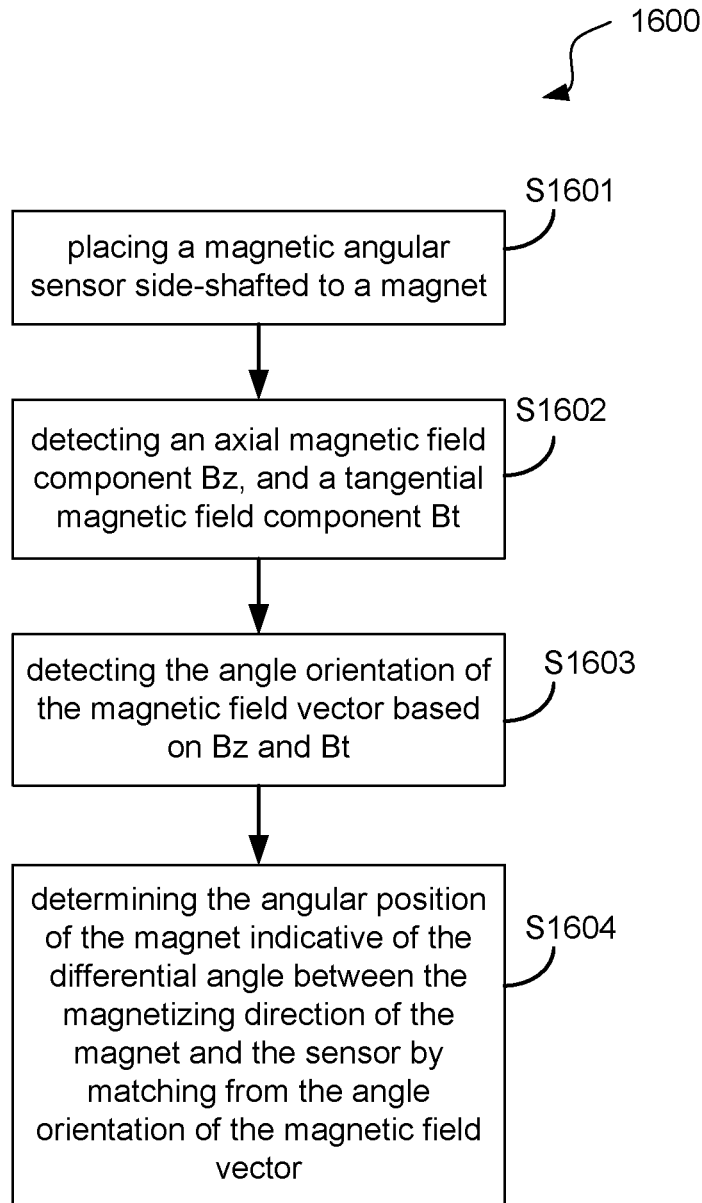 1600
S1601
placing a magnetic angular
sensor side-shafted to a magnet
S1602
detecting an axial magnetic field
component Bz, and a tangential
magnetic field component Bt
S1603
detecting the angle orientation of
the magnetic field vector based
on Bz and Bt
S1604
determining the angular position
of the magnet indicative of the
differential angle between the
magnetizing direction of the
magnet and the sensor by
matching from the angle
orientation of the magnetic field
vector